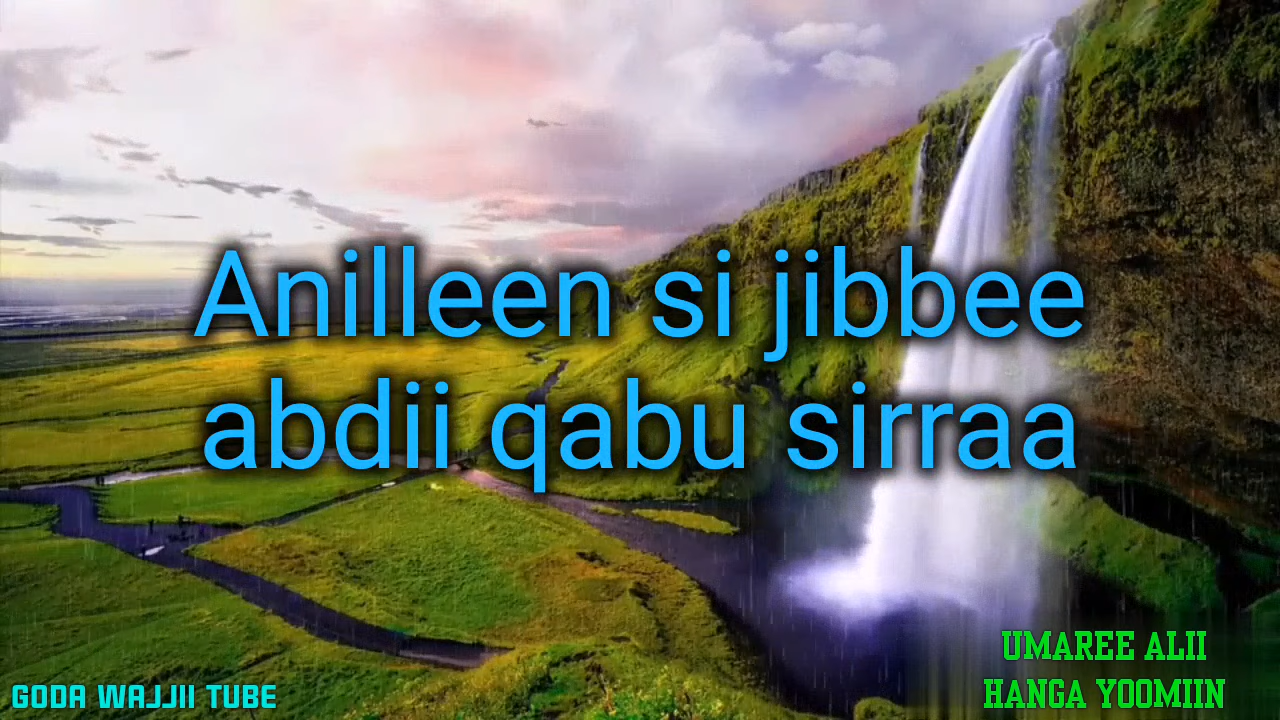 Anilleen si jibbee
abdii qabu sirraa
UMAREE ALII
HANGA YOOMIIN
GODA WAJJII TUBE